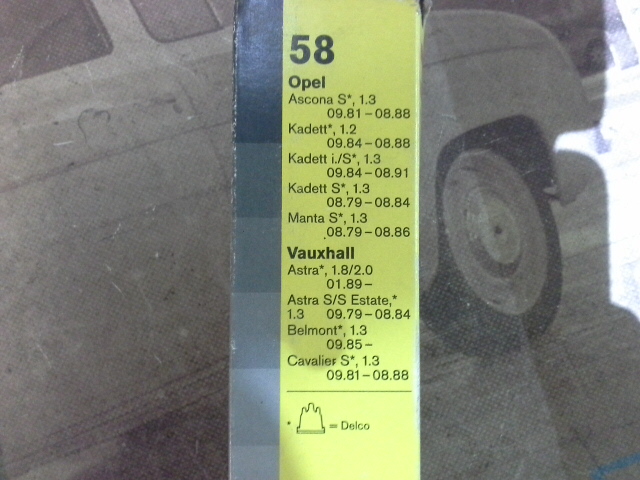 58
Opel
Ascona S*, 1.3
09.81 – 08.88
Kadett*, 1.2
09.84 – 08.88
Kadett i./S*, 1.3
09.84 – 08.91
Kadett S*, 1.3
08.79 – 08.84
Manta S*, 1.3
08.79 – 08.86
Vauxhall
Astra*, 1.8/2.0
01.89 –
Astra S/S Estate,*
1.3 09.79 – 08.84
Belmont*, 1.3
09.85 –
Cavalier S*, 1.3
09.81 – 08.88
* = Delco